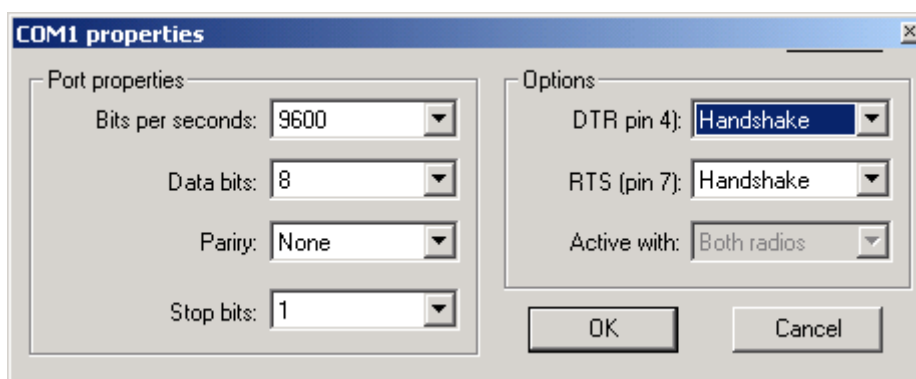 COM1 properties
Port properties
Bits per seconds: 9600
Data bits: 8
Pariry: None
Stop bits: 1
Options
DTR pin 4): Handshake
RTS (pin 7): Handshake
Active with: Both radios
OK Cancel